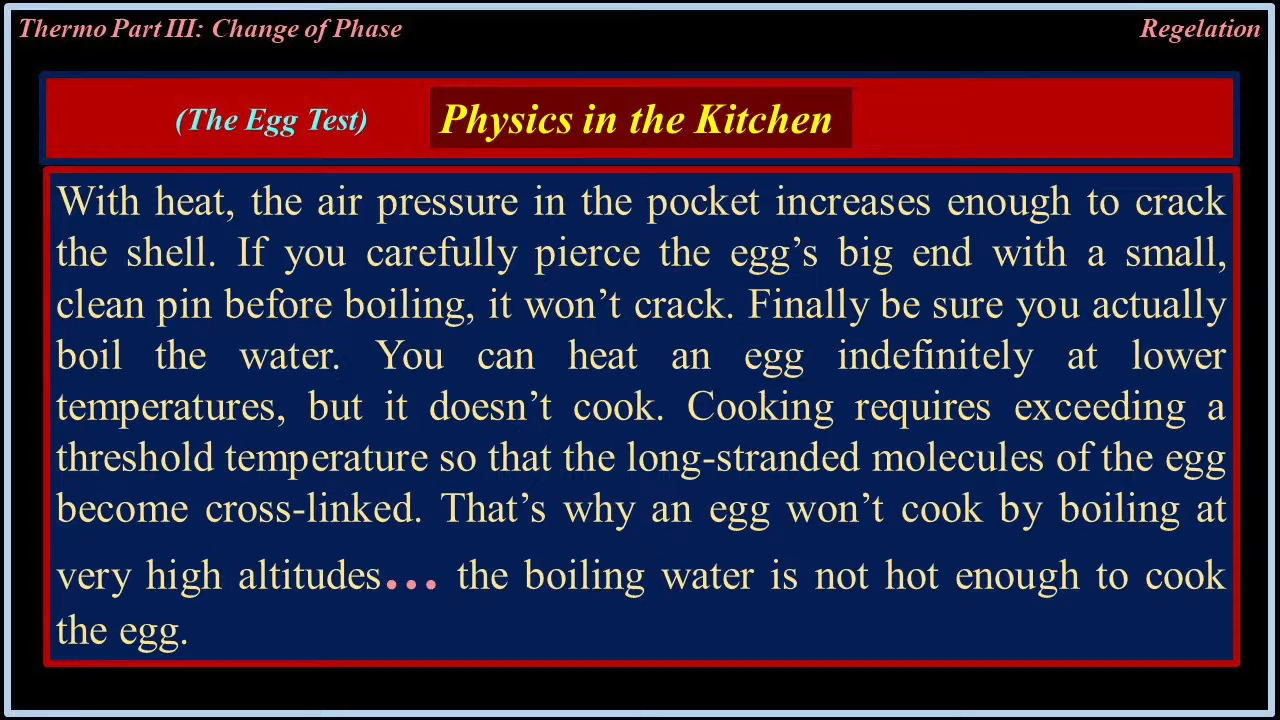 Thermo Part III: Change of Phase
Regelation
(The Egg Test)
Physics in the Kitchen
With heat, the air pressure in the pocket increases enough to crack
the shell. If you carefully pierce the egg’s big end with a small,
clean pin before boiling, it won’t crack. Finally be sure you actually
boil the water. You can heat an egg indefinitely at lower
temperatures, but it doesn’t cook. Cooking requires exceeding a
threshold temperature so that the long-stranded molecules of the egg
become cross-linked. That’s why an egg won’t cook by boiling at
very high altitudes… the boiling water is not hot enough to cook
the egg.